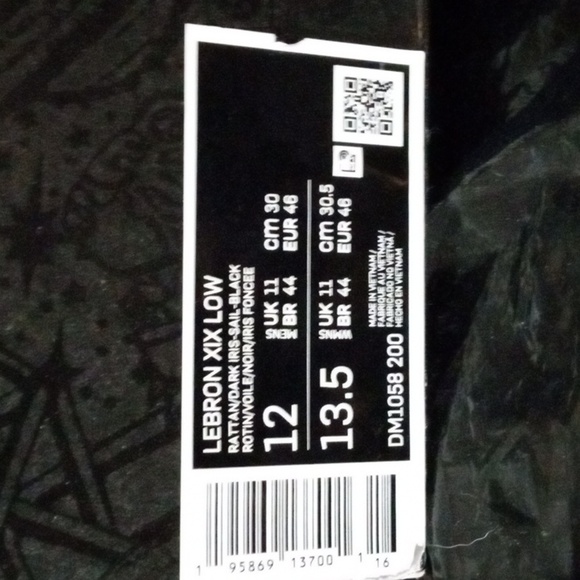 LEBRON XIX LOW
RATTAN/DARK IRIS-SAIL-BLACK
ROTIN/VOILE/NOIR/IRIS FONCEE
12 MENS UK 11 cm 30
BR 44 EUR 46
13.5 WMNS UK 11 cm 30.5
BR 44 EUR 46
DM1058 200
MADE IN VIETNAM /
FABRIQUE AU VIETNAM /
FABRICADO NO VIETNÃ /
HECHO EN VIETNAM
1 95869 13700 1 16